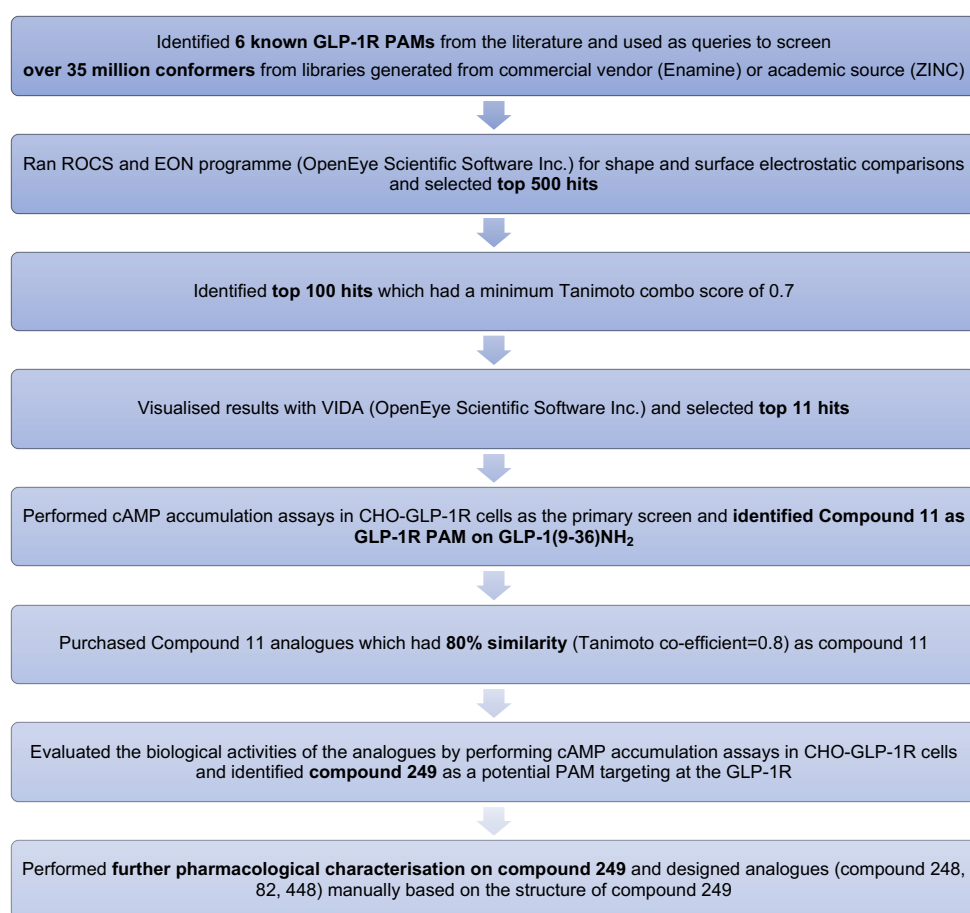 Identified 6 known GLP-1R PAMs from the literature and used as queries to screen
over 35 million conformers from libraries generated from commercial vendor (Enamine) or academic source (ZINC)
Ran ROCS and EON programme (OpenEye Scientific Software Inc.) for shape and surface electrostatic comparisons
and selected top 500 hits
Identified top 100 hits which had a minimum Tanimoto combo score of 0.7
Visualised results with VIDA (OpenEye Scientific Software Inc.) and selected top 11 hits
Performed cAMP accumulation assays in CHO-GLP-1R cells as the primary screen and identified Compound 11 as
GLP-1R PAM on GLP-1(9-36)NH₂
Purchased Compound 11 analogues which had 80% similarity (Tanimoto co-efficient=0.8) as compound 11
Evaluated the biological activities of the analogues by performing cAMP accumulation assays in CHO-GLP-1R cells
and identified compound 249 as a potential PAM targeting at the GLP-1R
Performed further pharmacological characterisation on compound 249 and designed analogues (compound 248,
82, 448) manually based on the structure of compound 249